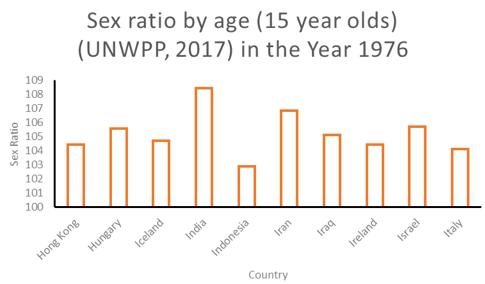 Sex ratio by age (15 year olds)
(UNWPP, 2017) in the Year 1976
109
108
107
106
105
104
103
102
101
100
Sex Ratio
Hong Kong
Hungary
Iceland
India
Indonesia
Iran
Iraq
Ireland
Israel
Italy
Country